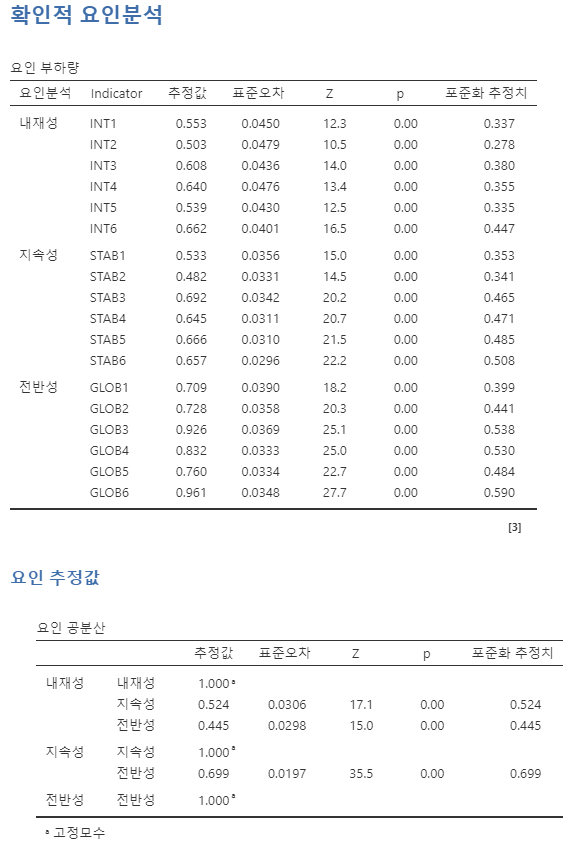 확인적 요인분석
요인 부하량
요인분석 Indicator 추정값 표준오차 Z p 포준화 추정치
내재성 INT1 0.553 0.0450 12.3 0.00 0.337
INT2 0.503 0.0479 10.5 0.00 0.278
INT3 0.608 0.0436 14.0 0.00 0.380
INT4 0.640 0.0476 13.4 0.00 0.355
INT5 0.539 0.0430 12.5 0.00 0.335
INT6 0.662 0.0401 16.5 0.00 0.447
지속성 STAB1 0.533 0.0356 15.0 0.00 0.353
STAB2 0.482 0.0331 14.5 0.00 0.341
STAB3 0.692 0.0342 20.2 0.00 0.465
STAB4 0.645 0.0311 20.7 0.00 0.471
STAB5 0.666 0.0310 21.5 0.00 0.485
STAB6 0.657 0.0296 22.2 0.00 0.508
전반성 GLOB1 0.709 0.0390 18.2 0.00 0.399
GLOB2 0.728 0.0358 20.3 0.00 0.441
GLOB3 0.926 0.0369 25.1 0.00 0.538
GLOB4 0.832 0.0333 25.0 0.00 0.530
GLOB5 0.760 0.0334 22.7 0.00 0.484
GLOB6 0.961 0.0348 27.7 0.00 0.590
[3]
요인 추정값
요인 공분산
추정값 표준오차 Z p 포준화 추정치
내재성 내재성 1.000 ª
지속성 0.524 0.0306 17.1 0.00 0.524
전반성 0.445 0.0298 15.0 0.00 0.445
지속성 지속성 1.000 ª
전반성 0.699 0.0197 35.5 0.00 0.699
전반성 전반성 1.000 ª
ª 고정모수